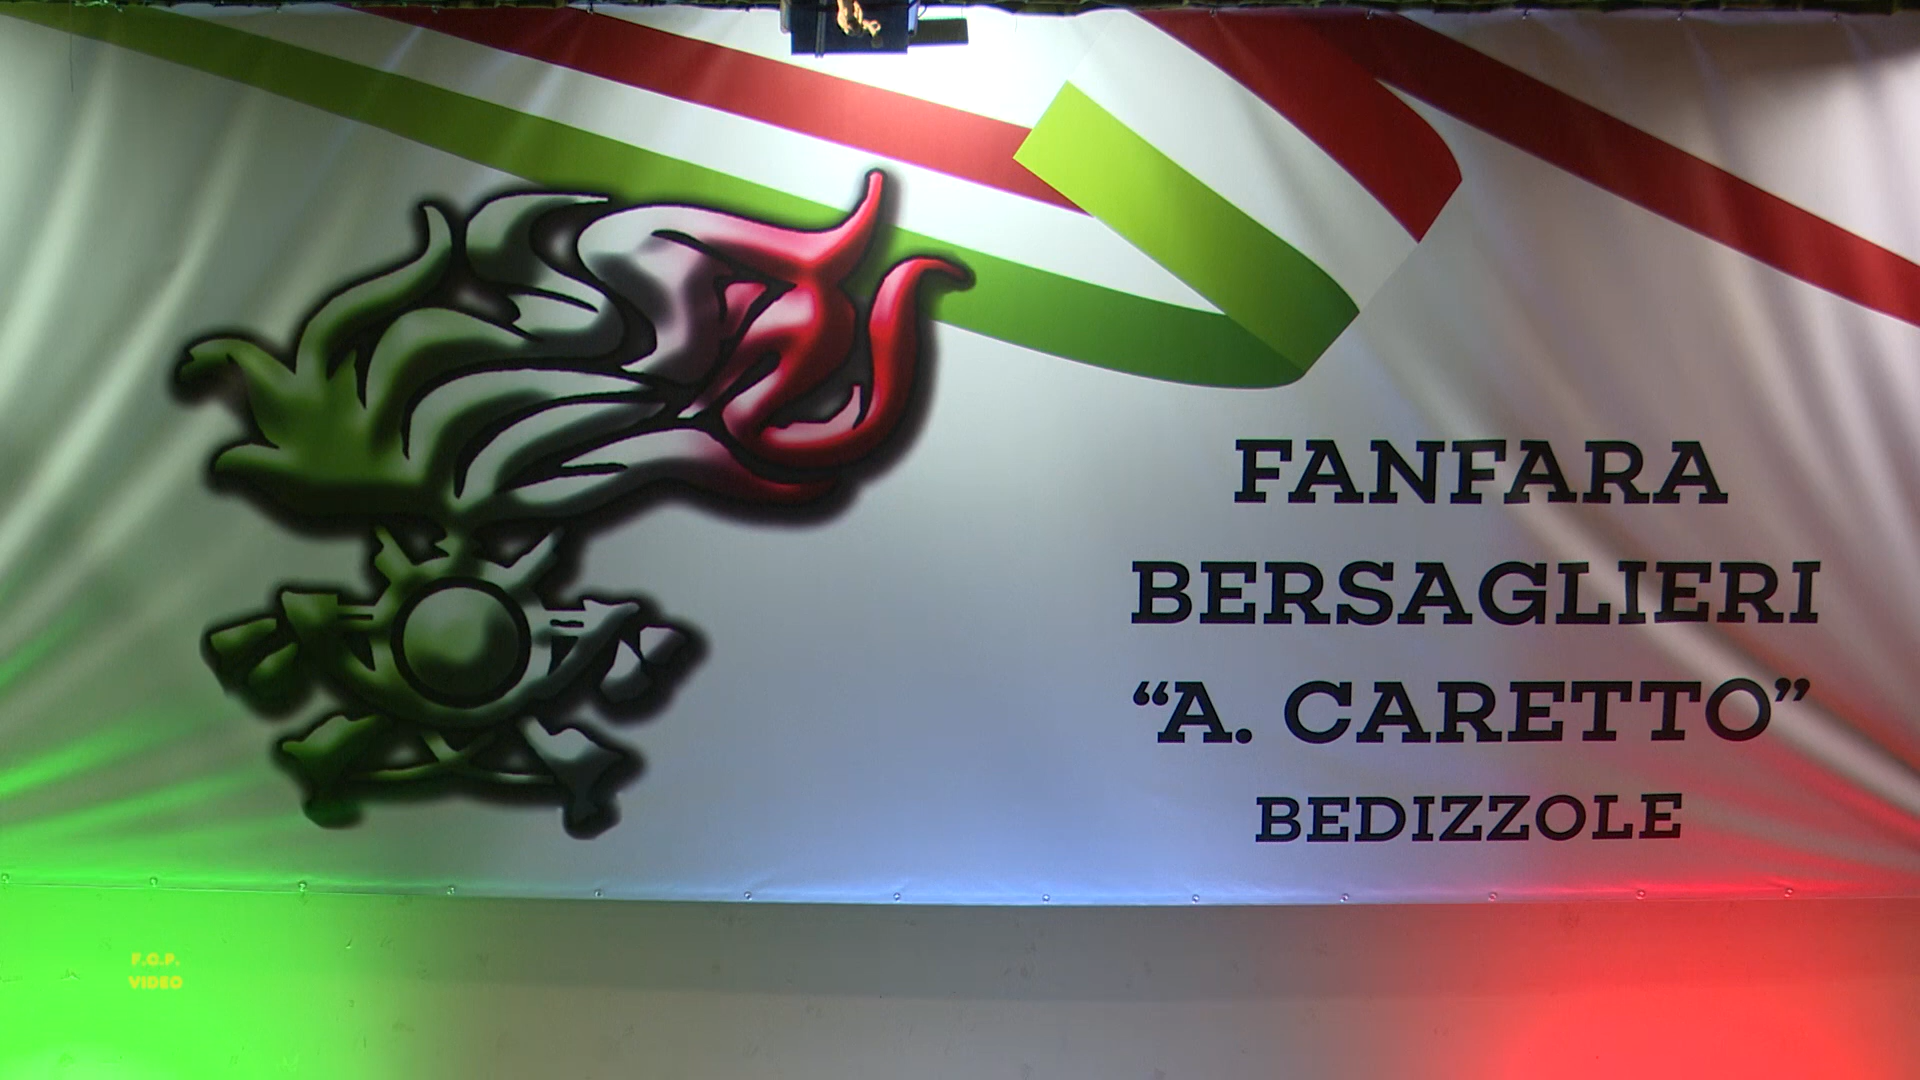 FANFARA
BERSAGLIERI
“A. CARETTO”
BEDIZZOLE
F.C.P.
VIDEO